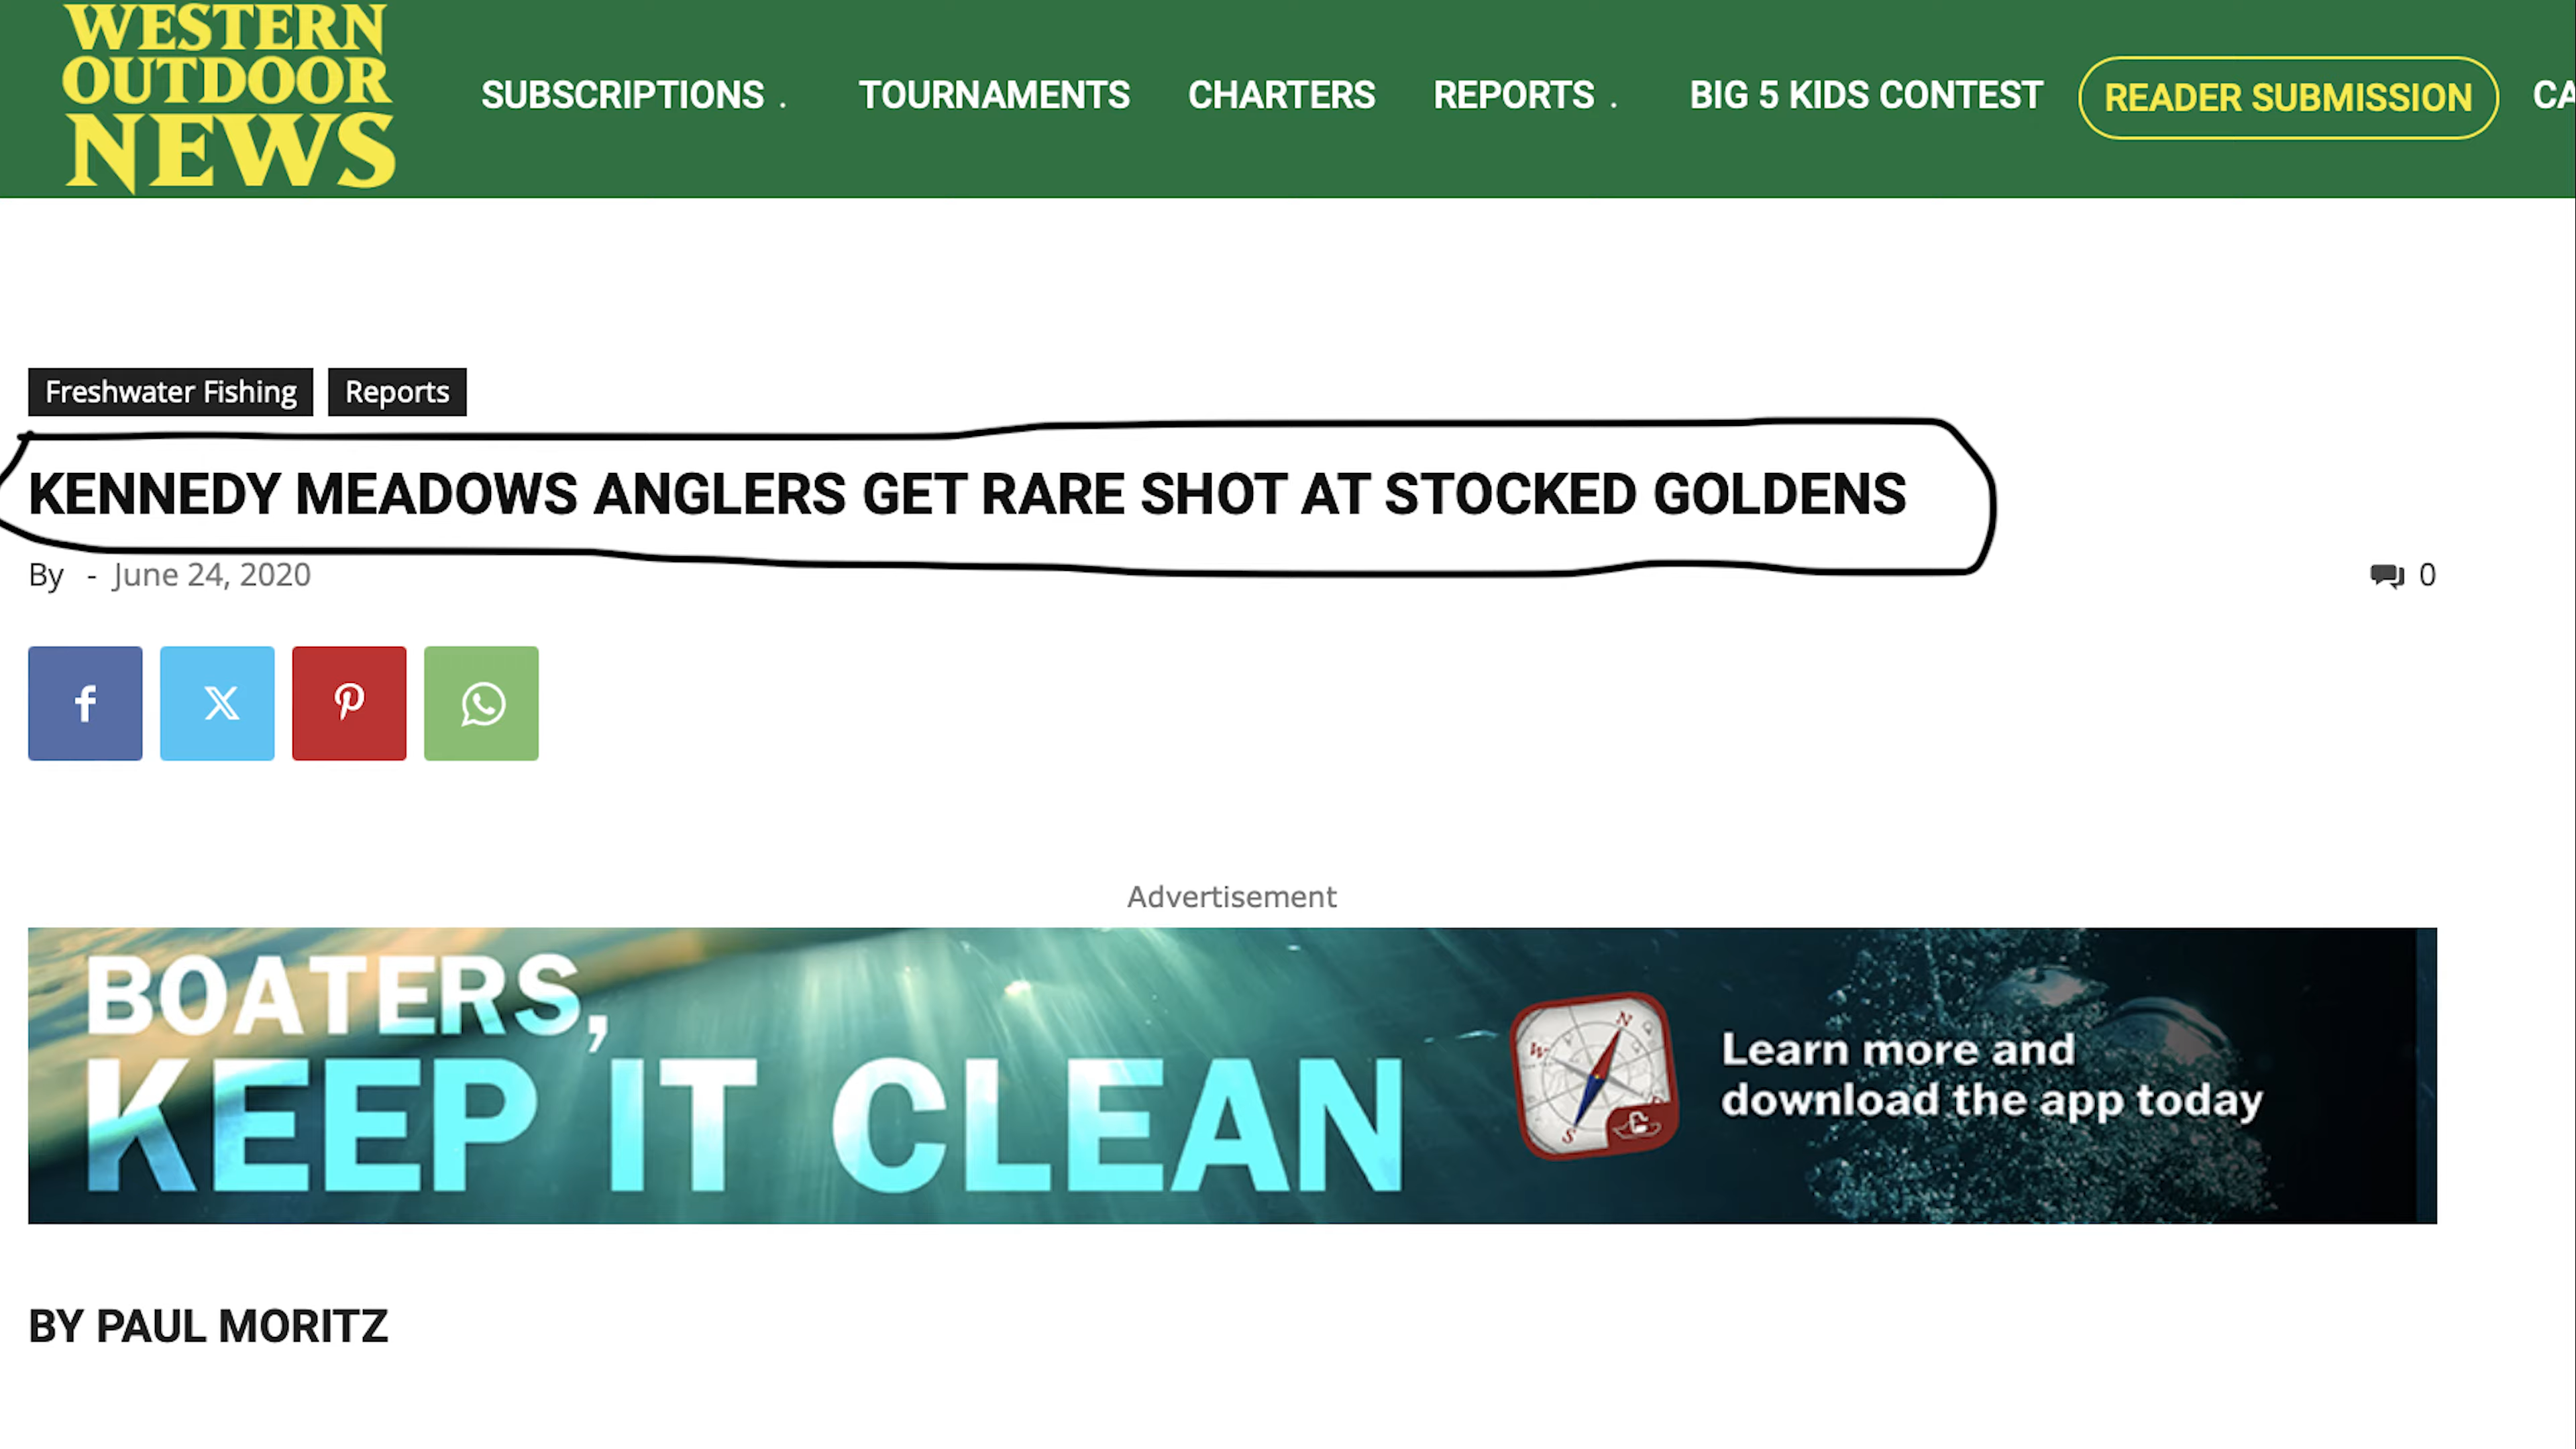 WESTERN
OUTDOOR
NEWS
SUBSCRIPTIONS . TOURNAMENTS CHARTERS REPORTS . BIG 5 KIDS CONTEST READER SUBMISSION CA
Freshwater Fishing Reports
KENNEDY MEADOWS ANGLERS GET RARE SHOT AT STOCKED GOLDENS
By - June 24, 2020 0
Advertisement
BOATERS,
KEEP IT CLEAN
N
W
S
Learn more and
download the app today
BY PAUL MORITZ